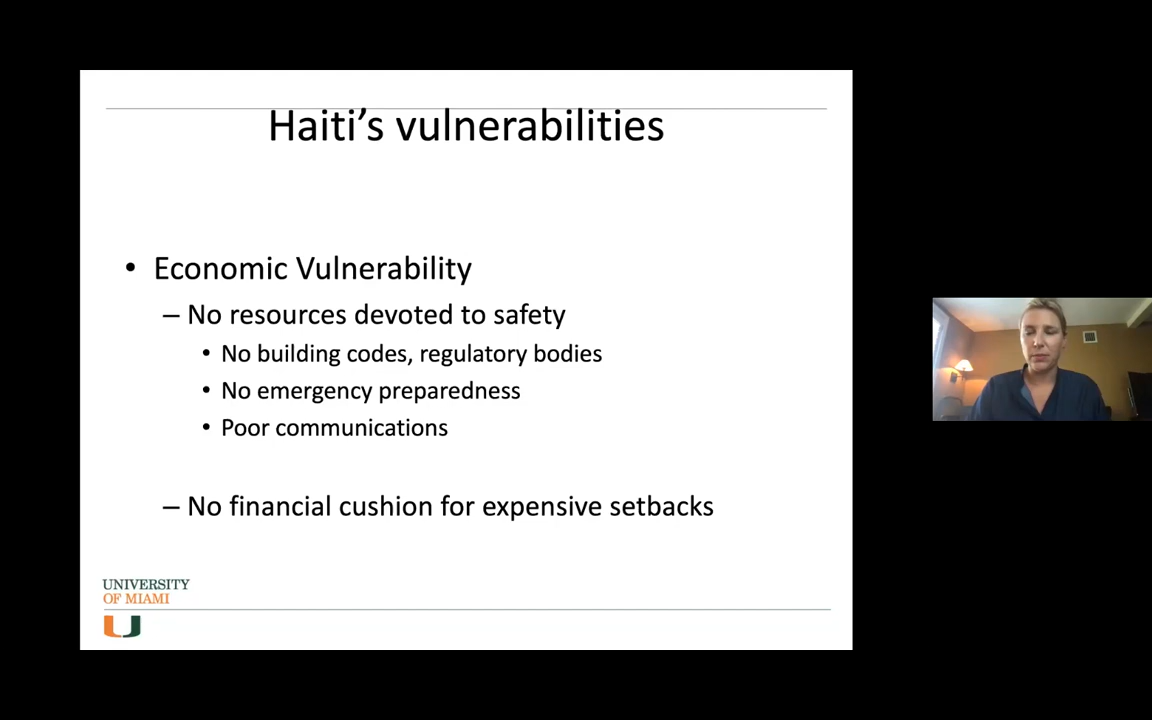 Haiti’s vulnerabilities
• Economic Vulnerability
– No resources devoted to safety
• No building codes, regulatory bodies
• No emergency preparedness
• Poor communications
– No financial cushion for expensive setbacks
UNIVERSITY
OF MIAMI